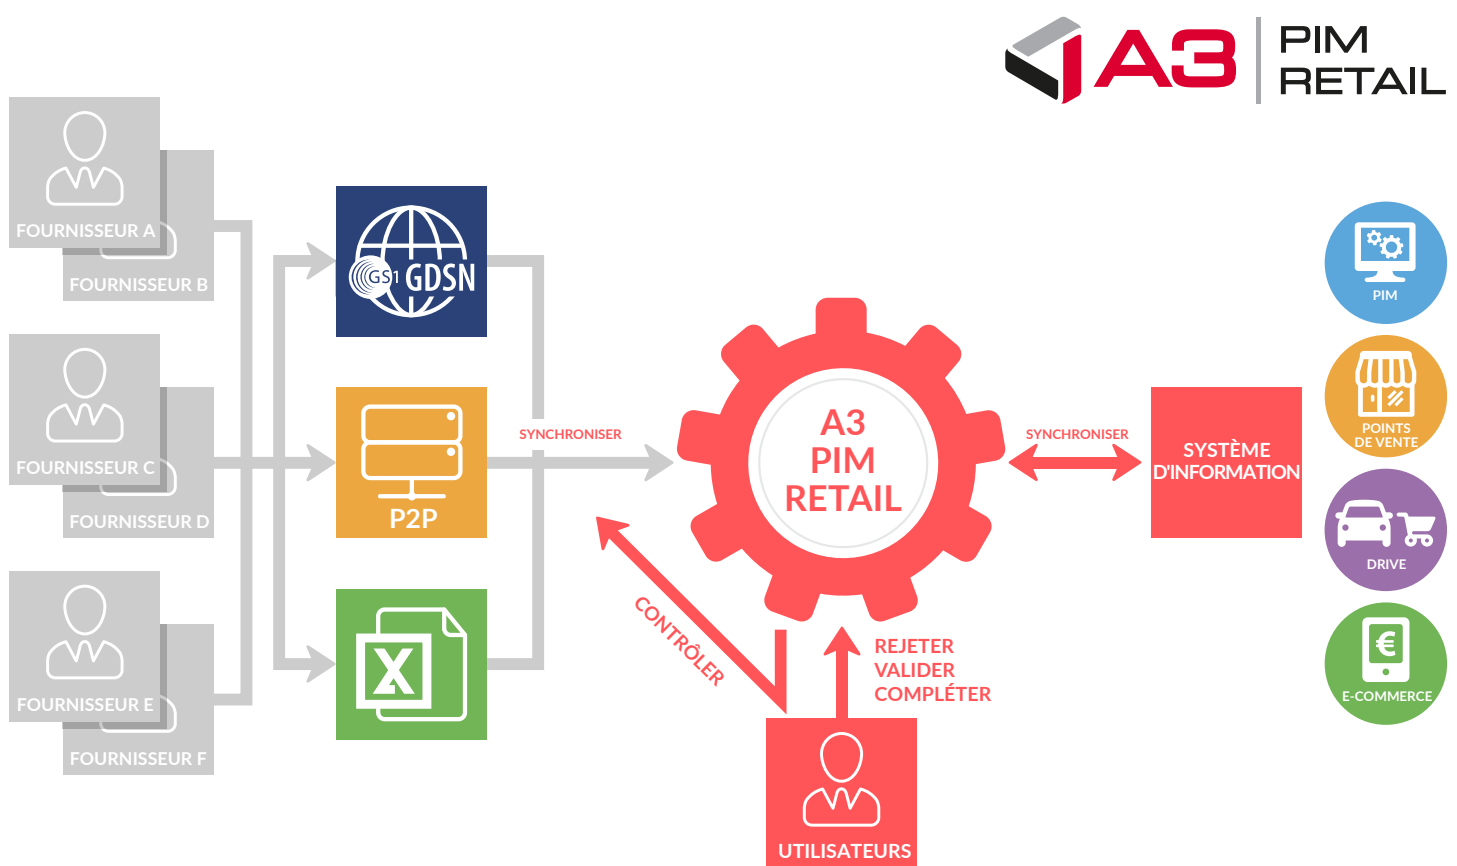 A3
PIM
RETAIL
FOURNISSEUR A
FOURNISSEUR B
FOURNISSEUR C
FOURNISSEUR D
FOURNISSEUR E
FOURNISSEUR F
GS1 GDSN
P2P
X
SYNCHRONISER
A3
PIM
RETAIL
SYNCHRONISER
SYSTÈME
D'INFORMATION
CONTRÔLER
REJETER
VALIDER
COMPLÉTER
UTILISATEURS
PIM
POINTS
DE VENTE
DRIVE
€
E-COMMERCE